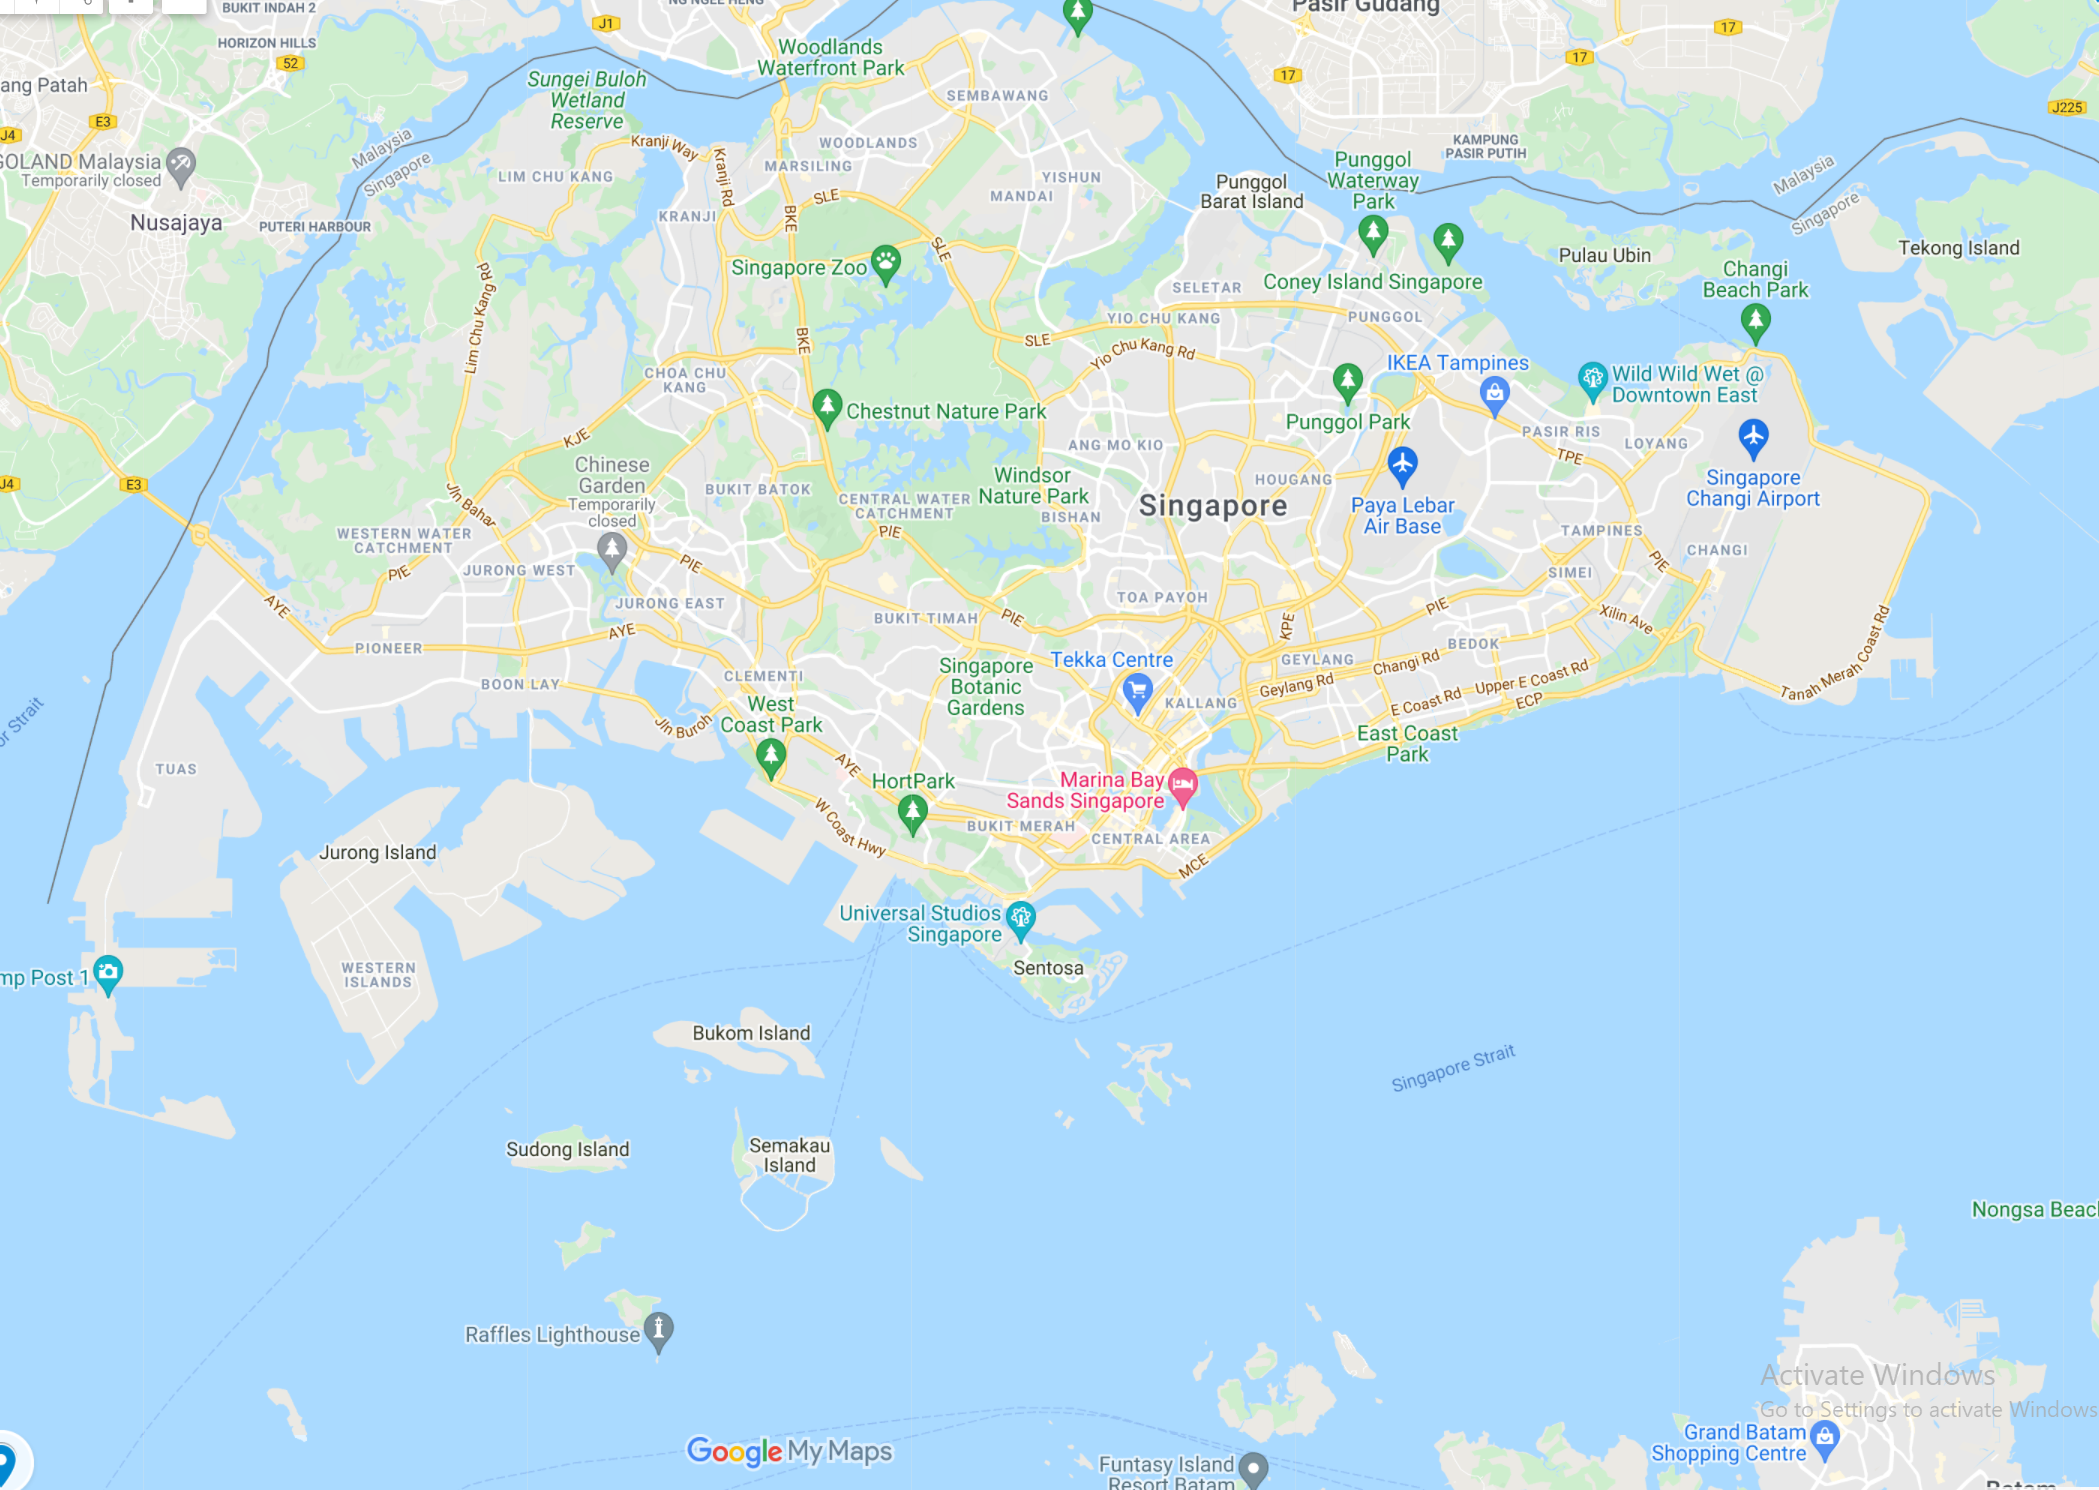 BUKIT INDAH 2
HORIZON HILLS
52
ang Patah
E3
J4
J1
Woodlands
Waterfront Park
Sungei Buloh
Wetland
Reserve
SEMBAWANG
Pasir Gudang
17
17
17
J225
KAMPUNG
PASIR PUTIH
Malaysia
Singapore
Malaysia
Singapore
GOLAND Malaysia
Temporarily closed
Nusajaya
PUTERI HARBOUR
LIM CHU KANG
Kranji Way
Kranji Rd
WOODLANDS
MARSILING
YISHUN
MANDAI
KRANJI
BKE
SLE
SLE
Punggol
Barat Island
Punggol
Waterway
Park
Pulau Ubin
Tekong Island
Singapore Zoo
SELETAR
Coney Island Singapore
Changi
Beach Park
Lim Chu Kang Rd
BKE
SLE
YIO CHU KANG
Yio Chu Kang Rd
PUNGGOL
IKEA Tampines
Wild Wild Wet @
Downtown East
CHOA CHU
KANG
Chestnut Nature Park
Punggol Park
PASIR RIS
LOYANG
KJE
ANG MO KIO
TPE
Chinese
Garden
Temporarily
closed
BUKIT BATOK
CENTRAL WATER
CATCHMENT
Windsor
Nature Park
BISHAN
HOUGANG
Singapore
Paya Lebar
Air Base
Singapore
Changi Airport
J4
E3
Jln Bahar
WESTERN WATER
CATCHMENT
PIE
PIE
PIE
TAMPINES
CHANGI
PIE
JURONG WEST
SIMEI
JURONG EAST
BUKIT TIMAH
TOA PAYOH
PIE
PIE
Xilin Ave
AYE
AYE
PIONEER
KPE
BEDOK
GEYLANG
Changi Rd
Geylang Rd
E Coast Rd
Upper E Coast Rd
ECP
Tanah Merah Coast Rd
BOON LAY
CLEMENTI
Singapore
Botanic
Gardens
Tekka Centre
KALLANG
West
Coast Park
Jln Buroh
East Coast
Park
or Strait
TUAS
AYE
HortPark
Marina Bay
Sands Singapore
W Coast Hwy
BUKIT MERAH
CENTRAL AREA
MCE
Jurong Island
Universal Studios
Singapore
Sentosa
WESTERN
ISLANDS
mp Post 1
Bukom Island
Singapore Strait
Sudong Island
Semakau
Island
Nongsa Beach
Raffles Lighthouse
Activate Windows
Go to Settings to activate Windows
Grand Batam
Shopping Centre
Google My Maps
Funtasy Island
Resort Batam
Batam